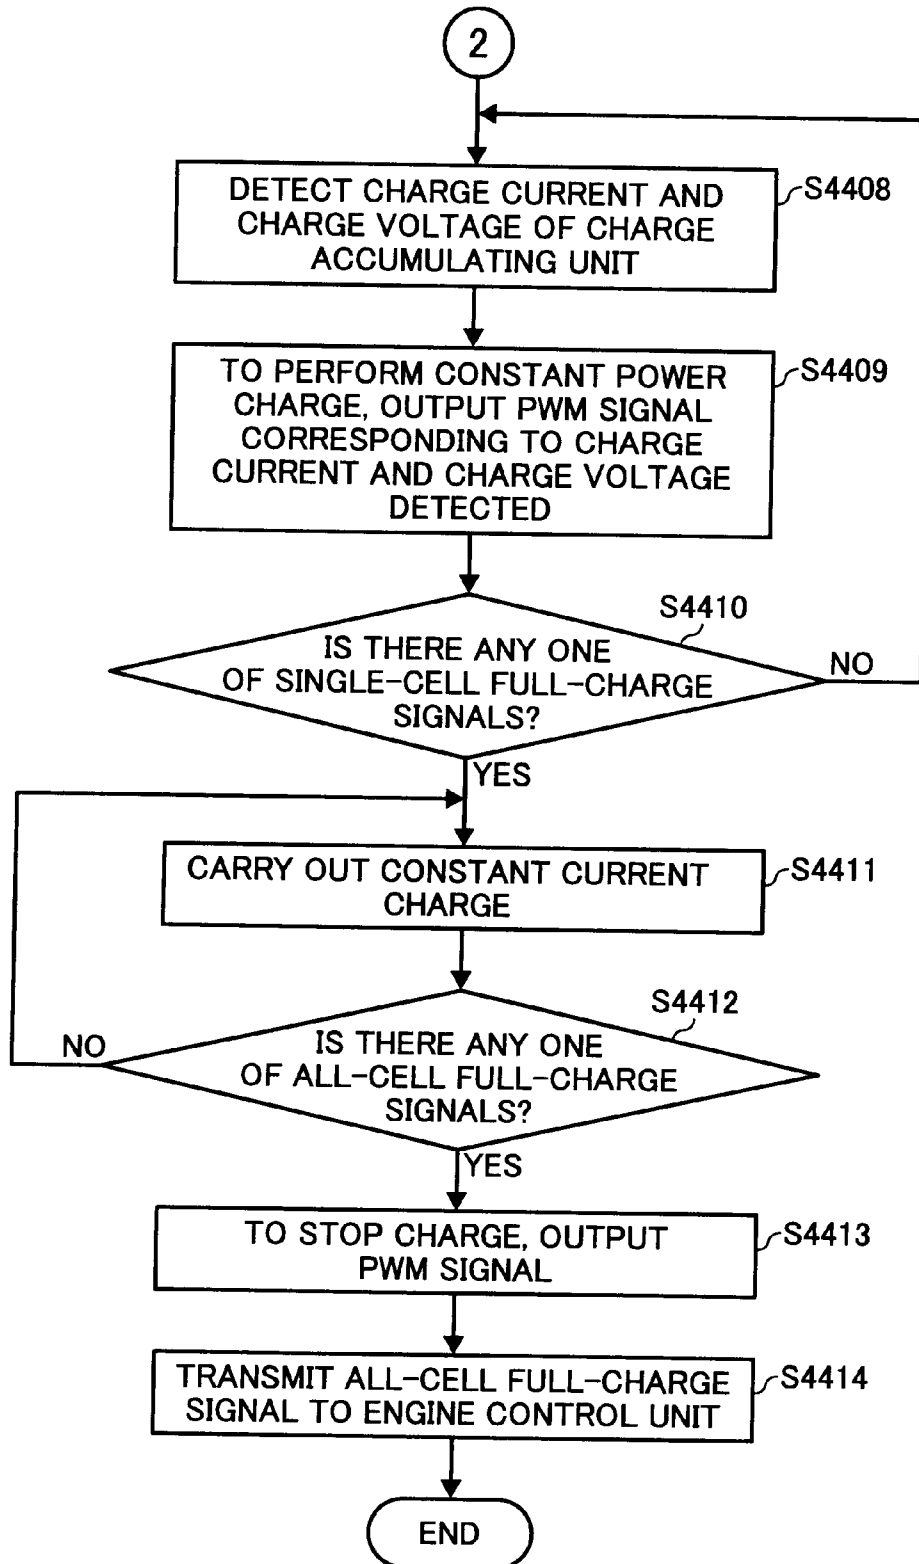 2
DETECT CHARGE CURRENT AND
CHARGE VOLTAGE OF CHARGE
ACCUMULATING UNIT
S4408
TO PERFORM CONSTANT POWER
CHARGE, OUTPUT PWM SIGNAL
CORRESPONDING TO CHARGE
CURRENT AND CHARGE VOLTAGE
DETECTED
S4409
S4410
IS THERE ANY ONE
OF SINGLE-CELL FULL-CHARGE
SIGNALS?
NO
YES
CARRY OUT CONSTANT CURRENT
CHARGE
S4411
S4412
IS THERE ANY ONE
OF ALL-CELL FULL-CHARGE
SIGNALS?
NO
YES
TO STOP CHARGE, OUTPUT
PWM SIGNAL
S4413
TRANSMIT ALL-CELL FULL-CHARGE
SIGNAL TO ENGINE CONTROL UNIT
S4414
END